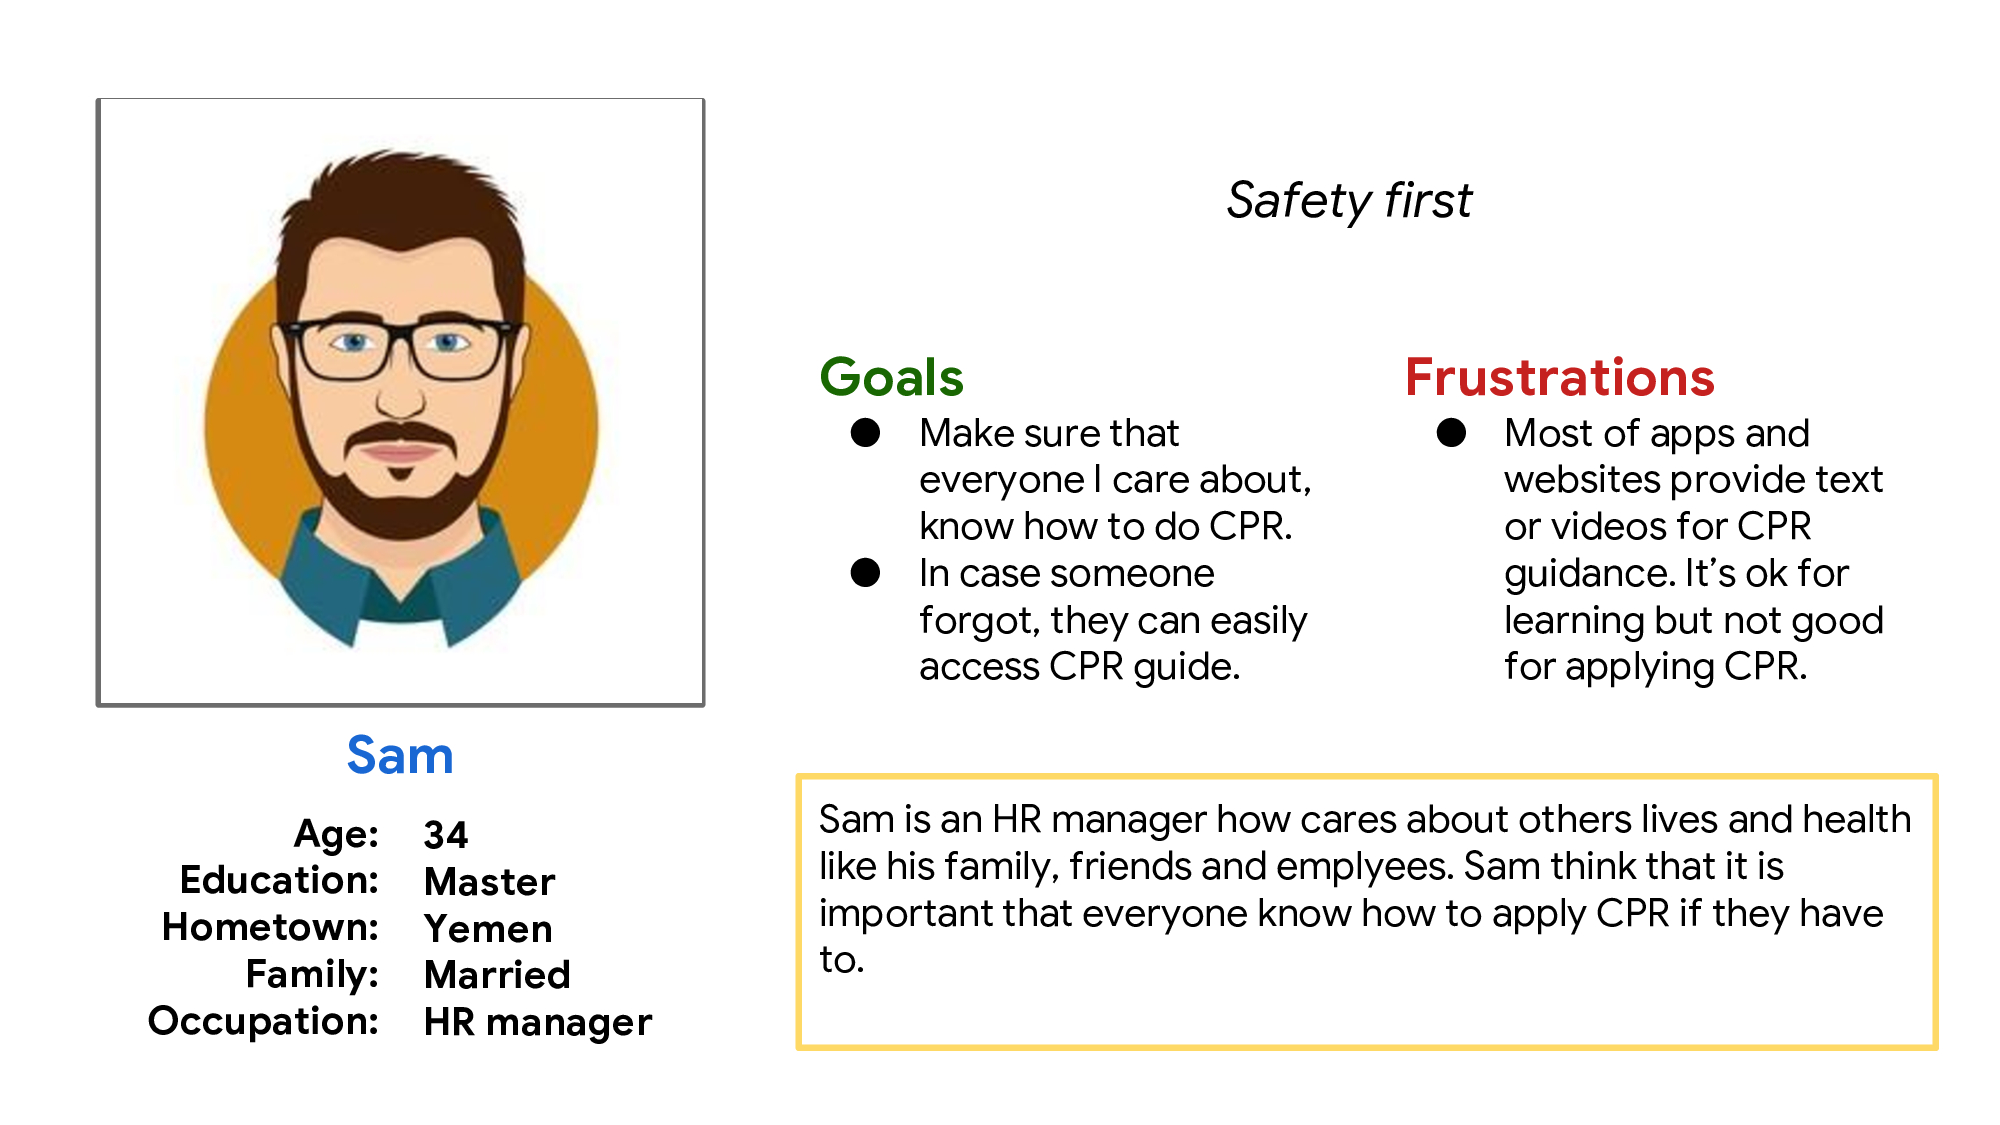 Safety first
Goals
● Make sure that
everyone I care about,
know how to do CPR.
● In case someone
forgot, they can easily
access CPR guide.
Frustrations
● Most of apps and
websites provide text
or videos for CPR
guidance. It’s ok for
learning but not good
for applying CPR.
Sam
Age: 34
Education: Master
Hometown: Yemen
Family: Married
Occupation: HR manager
Sam is an HR manager how cares about others lives and health
like his family, friends and emplyees. Sam think that it is
important that everyone know how to apply CPR if they have
to.